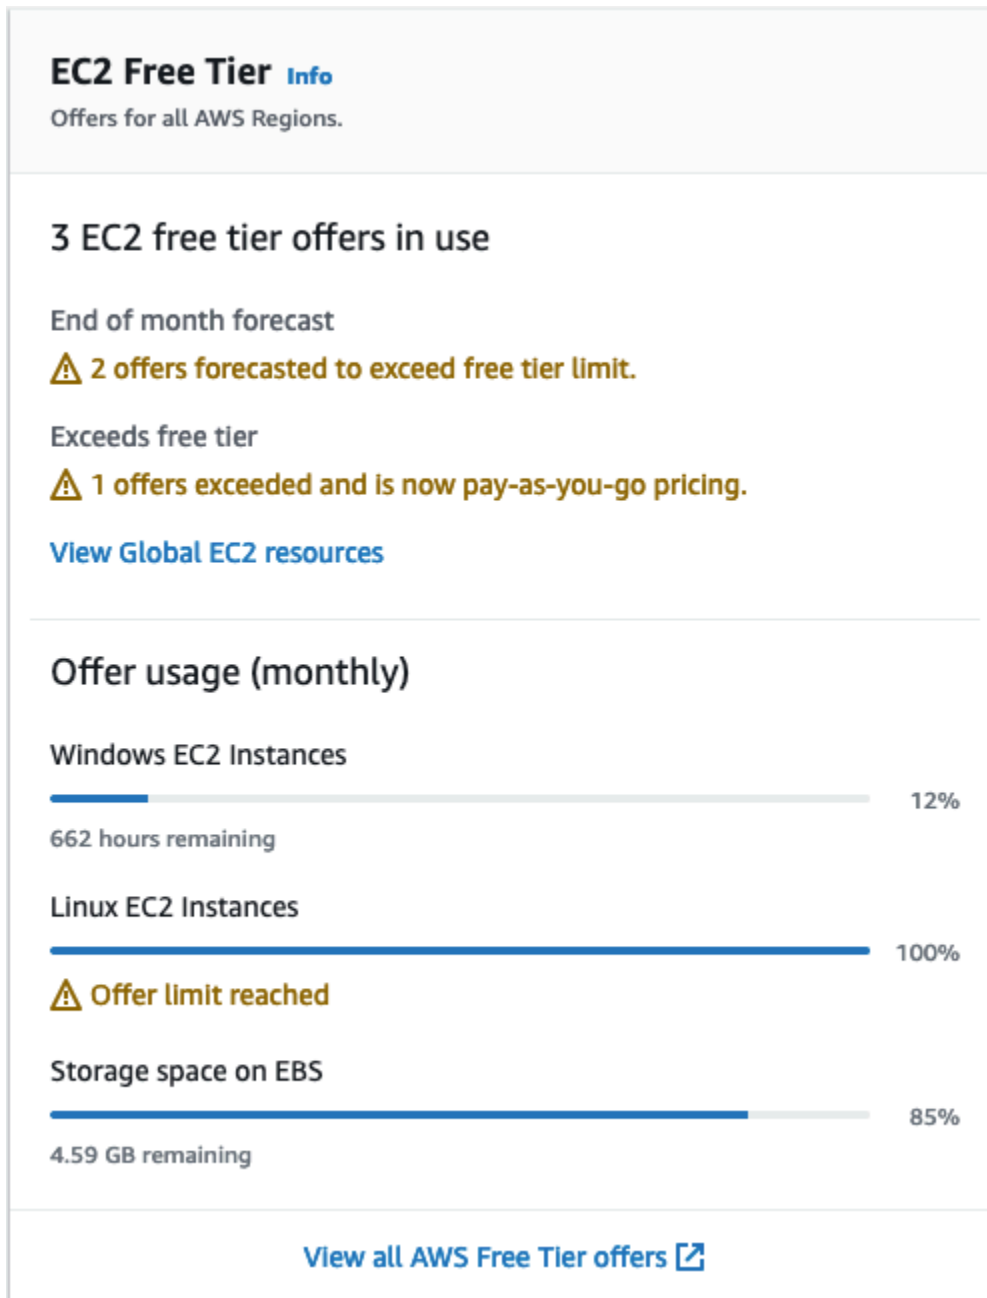 EC2 Free Tier Info
Offers for all AWS Regions.
3 EC2 free tier offers in use
End of month forecast
2 offers forecasted to exceed free tier limit.
Exceeds free tier
1 offers exceeded and is now pay-as-you-go pricing.
View Global EC2 resources
Offer usage (monthly)
Windows EC2 Instances
12%
662 hours remaining
Linux EC2 Instances
100%
Offer limit reached
Storage space on EBS
85%
4.59 GB remaining
View all AWS Free Tier offers